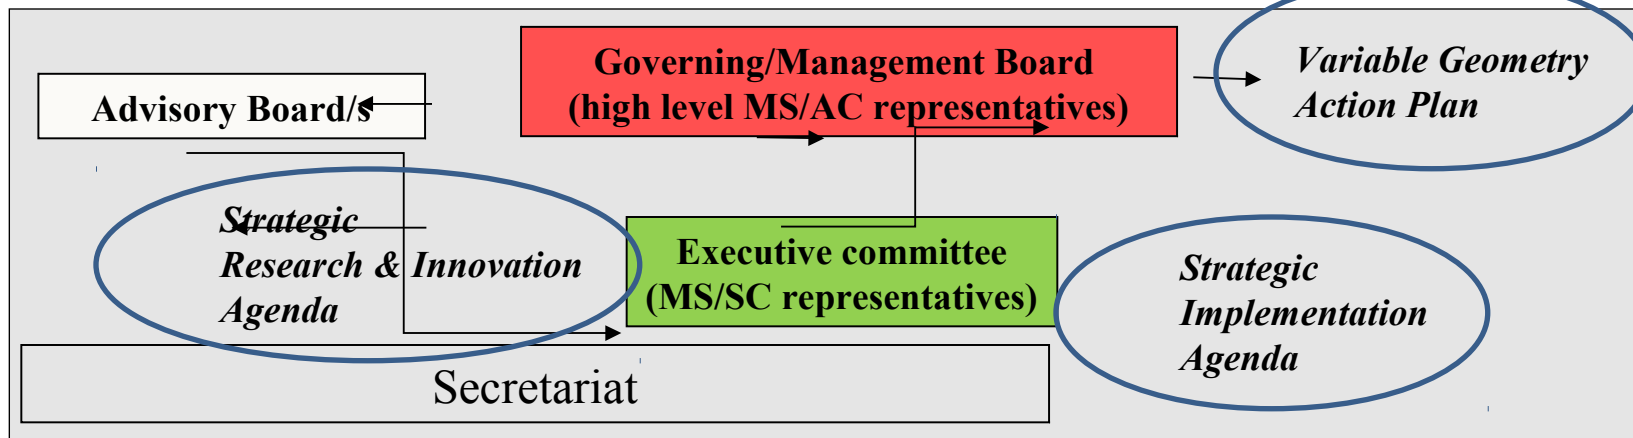 Governing/Management Board
(high level MS/AC representatives)
Variable Geometry
Action Plan
Advisory Board/s
Strategic
Research & Innovation
Agenda
Executive committee
(MS/SC representatives)
Strategic
Implementation
Agenda
Secretariat